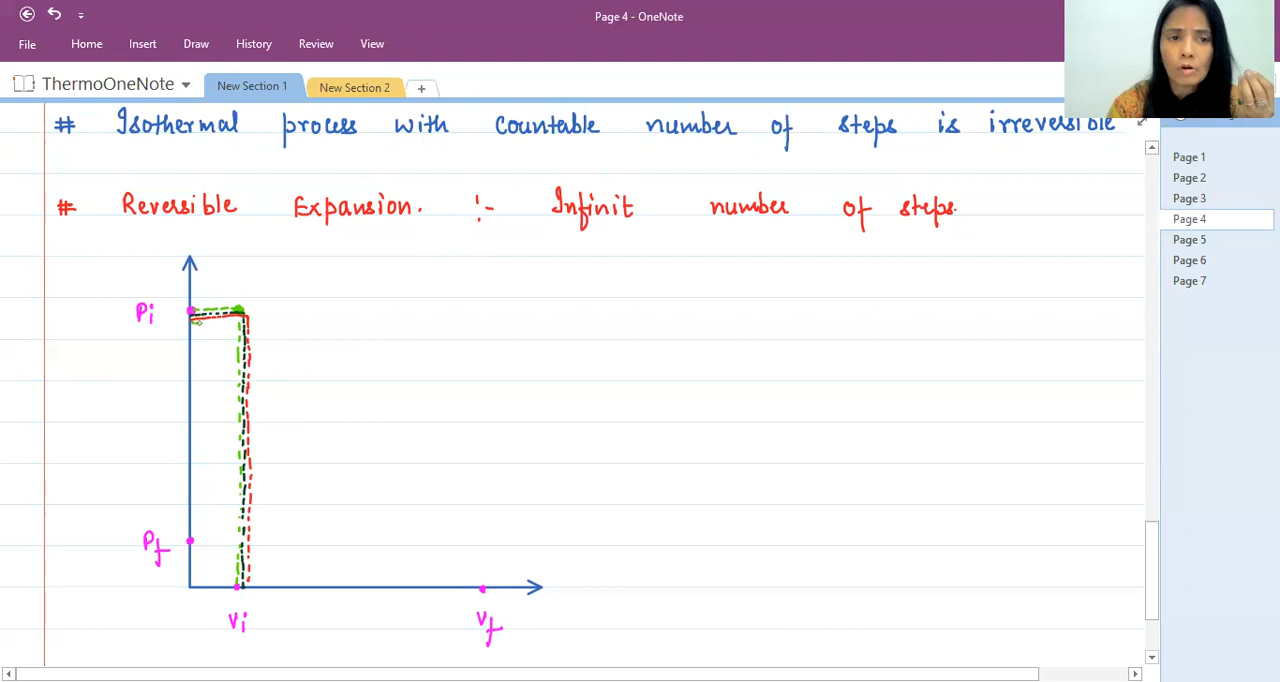 Page 4 - OneNote
File Home Insert Draw History Review View
ThermoOneNote New Section 1 New Section 2 +
# Isothermal process with countable number of steps is irreversible
Page 1
Page 2
# Reversible Expansion. :- Infinit number of steps.
Page 3
Page 4
Page 5
Page 6
Page 7
Pi
Pf
Vi
Vf